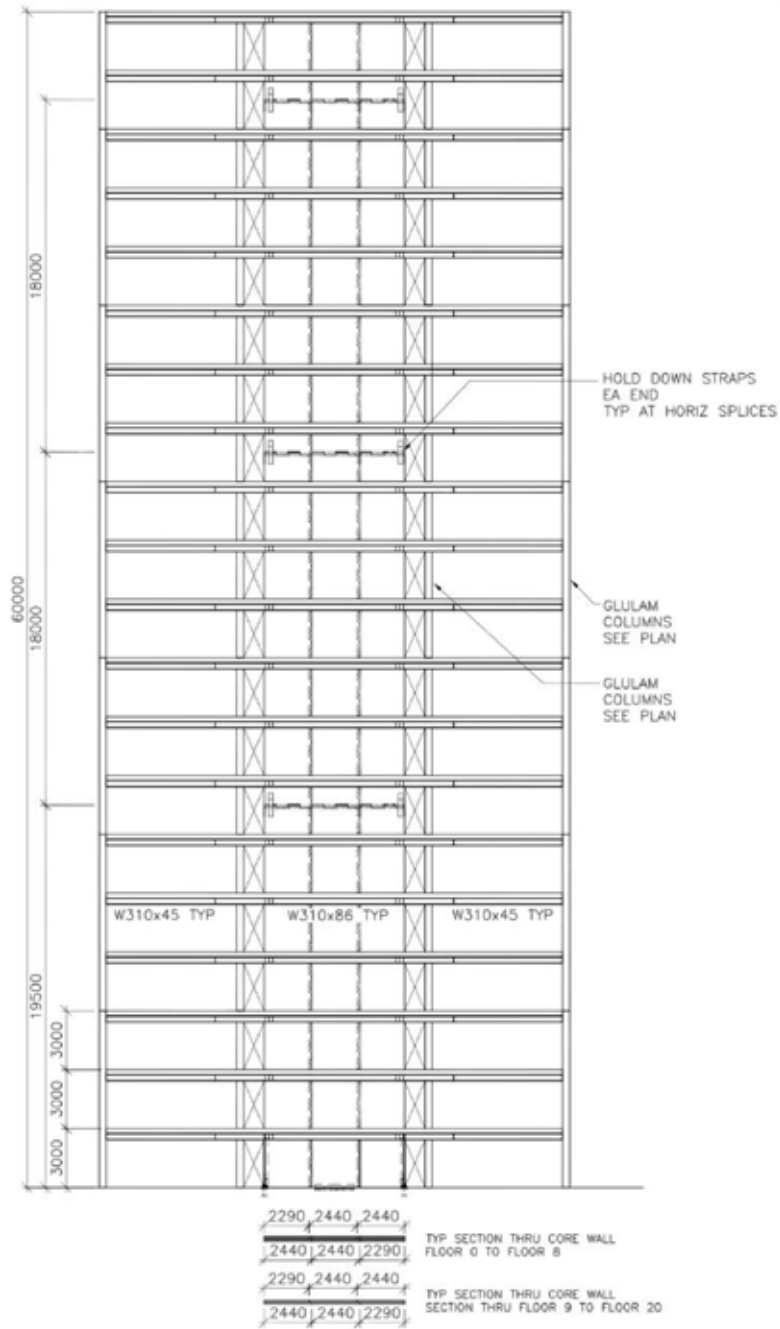 18000
HOLD DOWN STRAPS
EA END
TYP AT HORIZ SPLICES
60000
18000
GLULAM
COLUMNS
SEE PLAN
GLULAM
COLUMNS
SEE PLAN
W310x45 TYP W310x86 TYP W310x45 TYP
19500
3000
3000
3000
2290 2440 2440
TYP SECTION THRU CORE WALL
FLOOR 0 TO FLOOR 8
2440 2440 2290
2290 2440 2440
TYP SECTION THRU CORE WALL
SECTION THRU FLOOR 9 TO FLOOR 20
2440 2440 2290